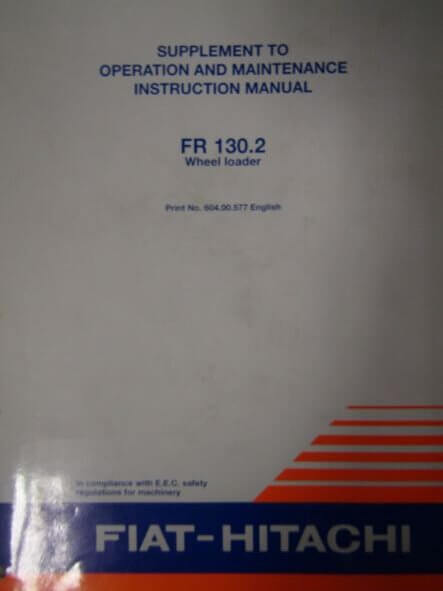 SUPPLEMENT TO
OPERATION AND MAINTENANCE
INSTRUCTION MANUAL
FR 130.2
Wheel loader
Print No. 604.00.577 English
In compliance with E.E.C. safety
regulations for machinery
FIAT-HITACHI